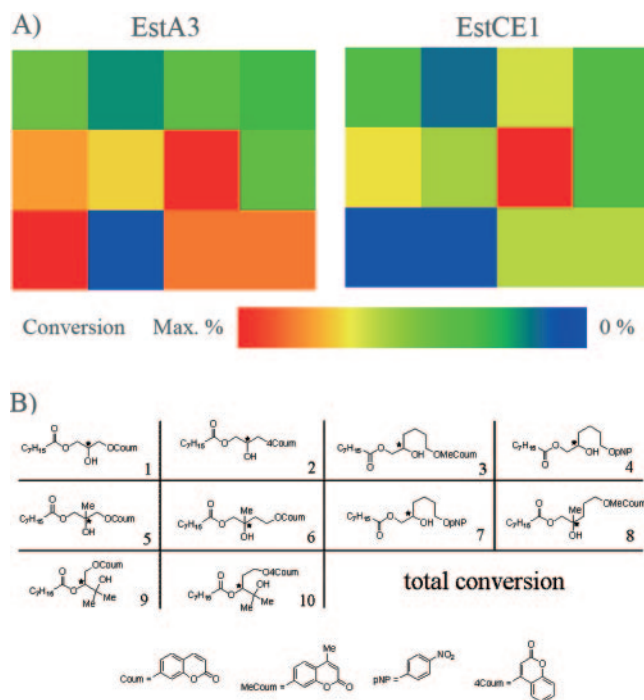 A)
EstA3
EstCE1
Conversion Max. % 0 %
B)
C7H15 O O OCoum OH 1
C7H15 O O 4Coum OH 2
C7H15 O O OH OMeCoum 3
C7H15 O O OH OpNP 4
C7H15 O O Me OH OCoum 5
C7H15 O O Me OH OCoum 6
C7H15 O O OH OpNP 7
C7H15 O O Me OH OMeCoum 8
C7H15 O O OCoum OH Me Me 9
C7H15 O O O4Coum OH Me Me 10
total conversion
Coum = O O O
MeCoum = Me O O O
pNP = NO2
4Coum = O O